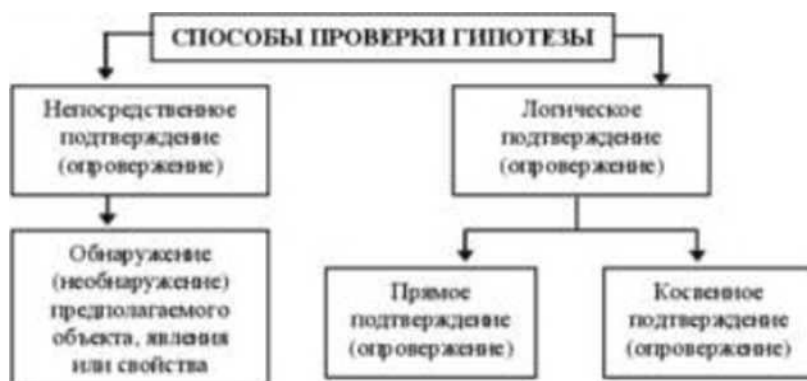 СПОСОБЫ ПРОВЕРКИ ГИПОТЕЗЫ
Непосредственное
подтверждение
(опровержение)
Логическое
подтверждение
(опровержение)
Обнаружение
(необнаружение)
предполагаемого
объекта, явления
или свойства
Прямое
подтверждение
(опровержение)
Косвенное
подтверждение
(опровержение)